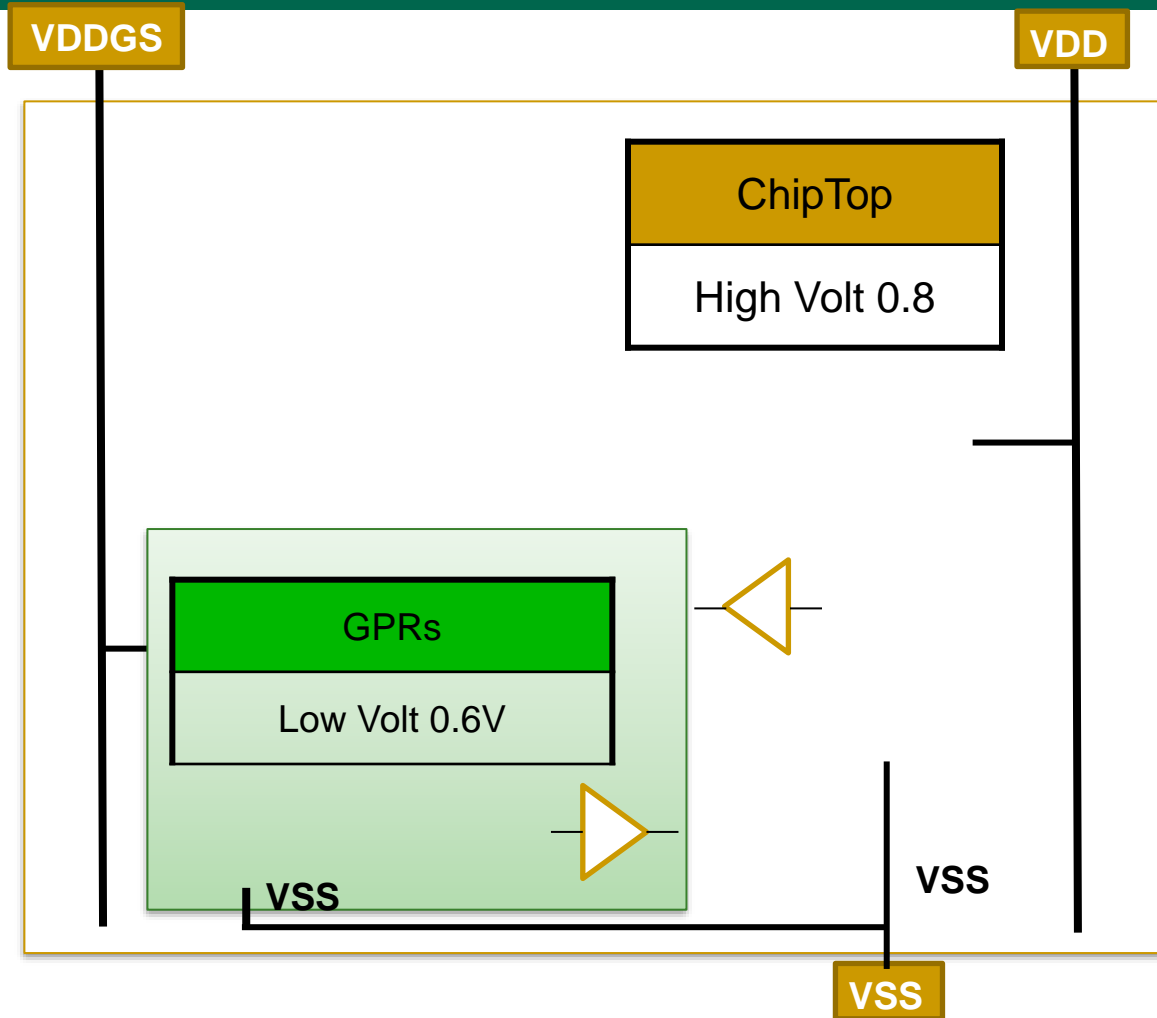 VDDGS
VDD
ChipTop
High Volt 0.8
GPRs
Low Volt 0.6V
VSS
VSS
VSS